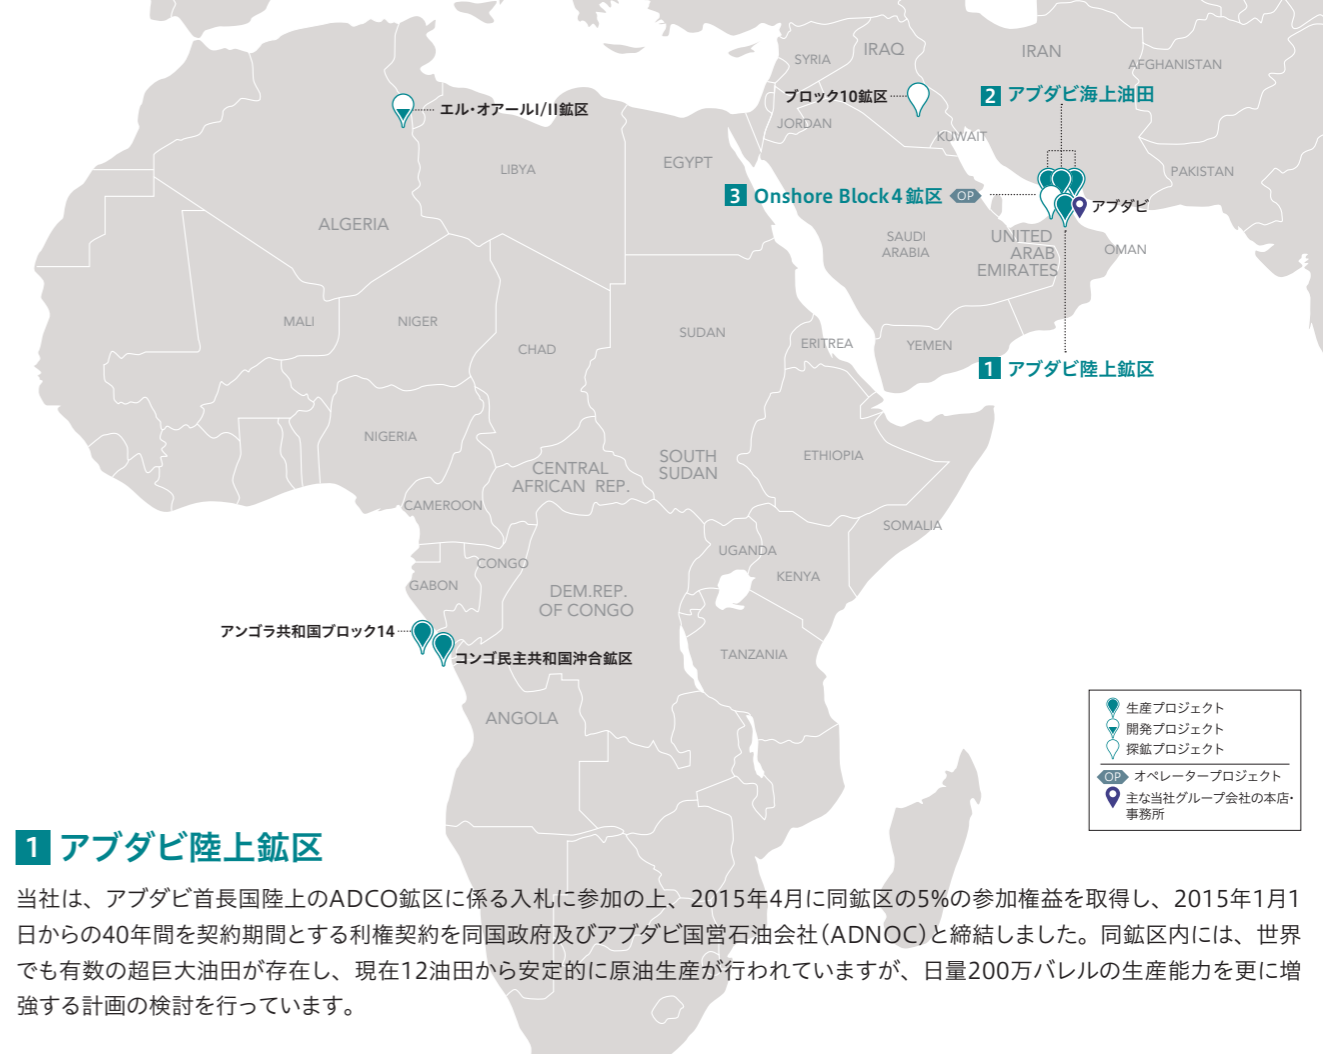 SYRIA
IRAQ
IRAN
AFGHANISTAN
ブロック10鉱区
2 アブダビ海上油田
エル・オアールI/II鉱区
JORDAN
KUWAIT
LIBYA
EGYPT
PAKISTAN
3 Onshore Block4鉱区 OP
アブダビ
ALGERIA
SAUDI
ARABIA
UNITED
ARAB
EMIRATES
OMAN
MALI
NIGER
CHAD
SUDAN
ERITREA
YEMEN
1 アブダビ陸上鉱区
NIGERIA
CENTRAL
AFRICAN REP.
SOUTH
SUDAN
ETHIOPIA
CAMEROON
SOMALIA
UGANDA
CONGO
GABON
KENYA
DEM.REP.
OF CONGO
アンゴラ共和国ブロック14
コンゴ民主共和国沖合鉱区
TANZANIA
ANGOLA
生産プロジェクト
開発プロジェクト
探鉱プロジェクト
OP オペレータープロジェクト
主な当社グループ会社の本店・
事務所
1 アブダビ陸上鉱区
当社は、アブダビ首長国陸上のADCO鉱区に係る入札に参加の上、2015年4月に同鉱区の5%の参加権益を取得し、2015年1月1
日からの40年間を契約期間とする利権契約を同国政府及びアブダビ国営石油会社（ADNOC）と締結しました。同鉱区内には、世界
でも有数の超巨大油田が存在し、現在12油田から安定的に原油生産が行われていますが、日量200万バレルの生産能力を更に増
強する計画の検討を行っています。